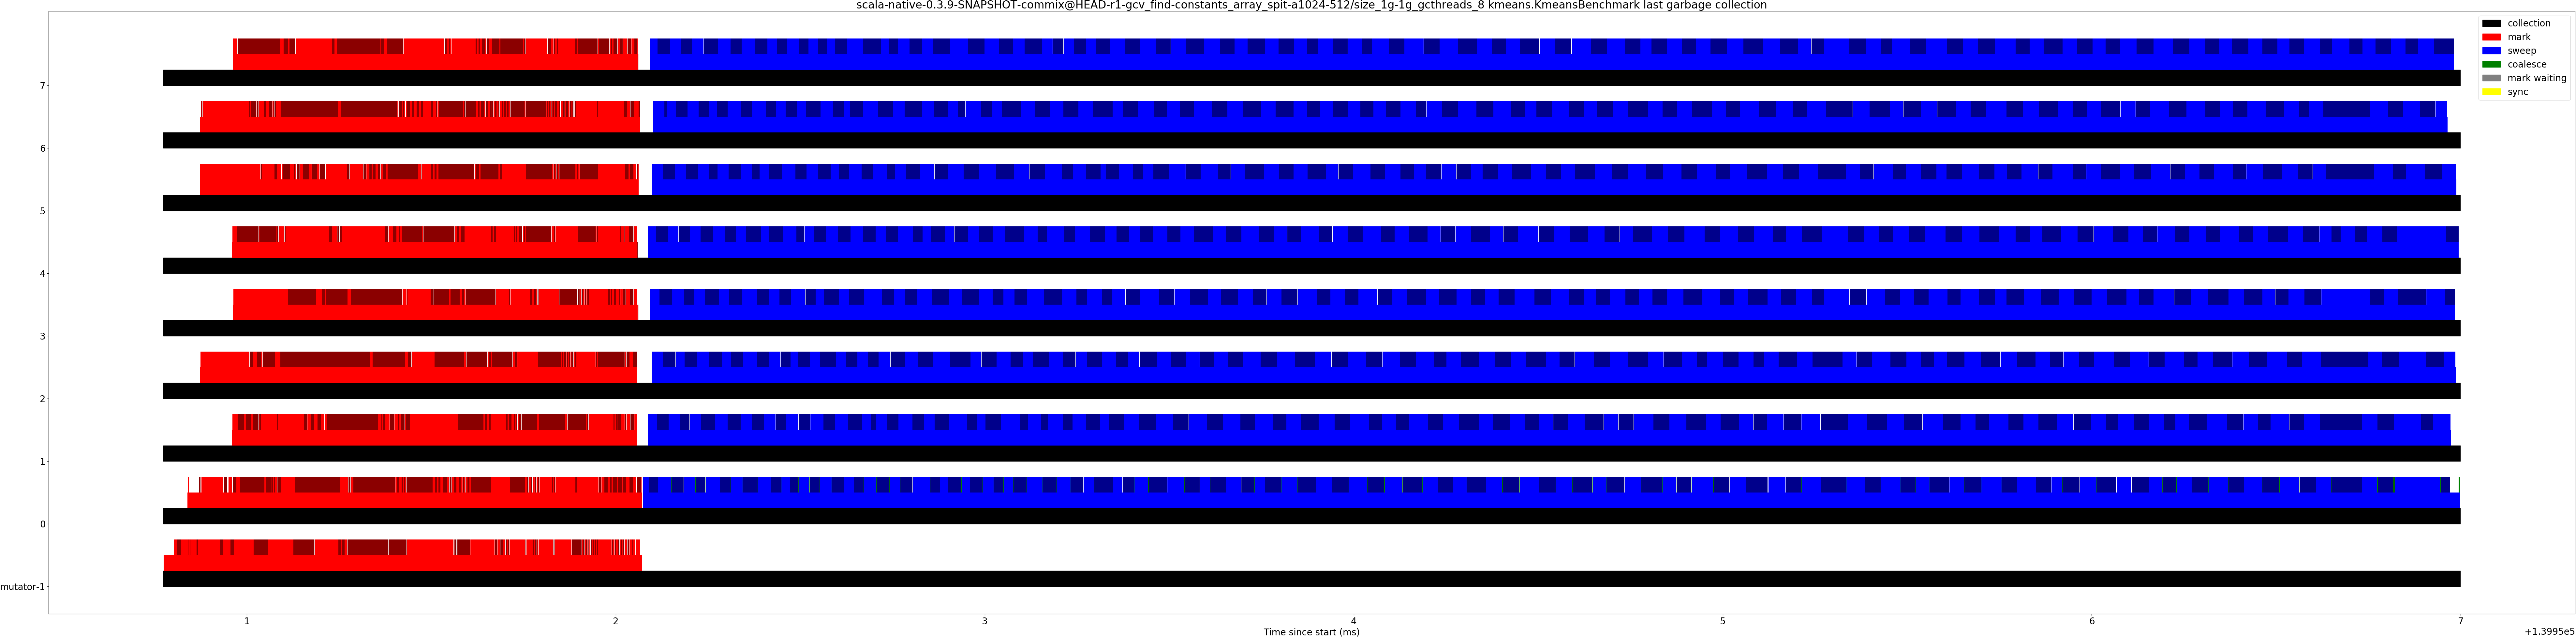 scala-native-0.3.9-SNAPSHOT-commix@HEAD-r1-gcv_find-constants_array_spit-a1024-512/size_1g-1g_gcthreads_8 kmeans.KmeansBenchmark last garbage collection
collection
mark
sweep
coalesce
mark waiting
sync
7
6
5
4
3
2
1
0
mutator-1
1 2 3 4 5 6 7
Time since start (ms)
+1.3995e5